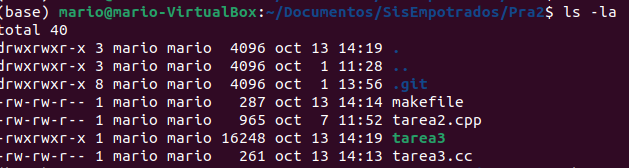 (base) mario@mario-VirtualBox:~/Documentos/SisEmpotrados/Pra2$ ls -la
total 40
drwxrwxr-x 3 mario mario  4096 oct 13 14:19 .
drwxrwxr-x 3 mario mario  4096 oct  1 11:28 ..
drwxrwxr-x 8 mario mario  4096 oct  1 13:56 .git
-rw-rw-r-- 1 mario mario   287 oct 13 14:14 makefile
-rw-rw-r-- 1 mario mario   965 oct  7 11:52 tarea2.cpp
-rwxrwxr-x 1 mario mario 16248 oct 13 14:19 tarea3
-rw-rw-r-- 1 mario mario   261 oct 13 14:13 tarea3.cc